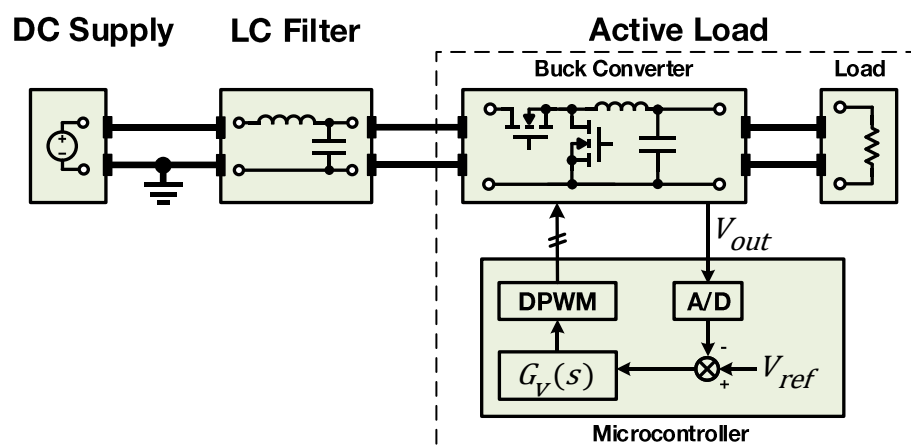 DC Supply
LC Filter
Active Load
Buck Converter
Load
+
-
V_out
DPWM
A/D
-
G_v(s)
+
V_ref
Microcontroller